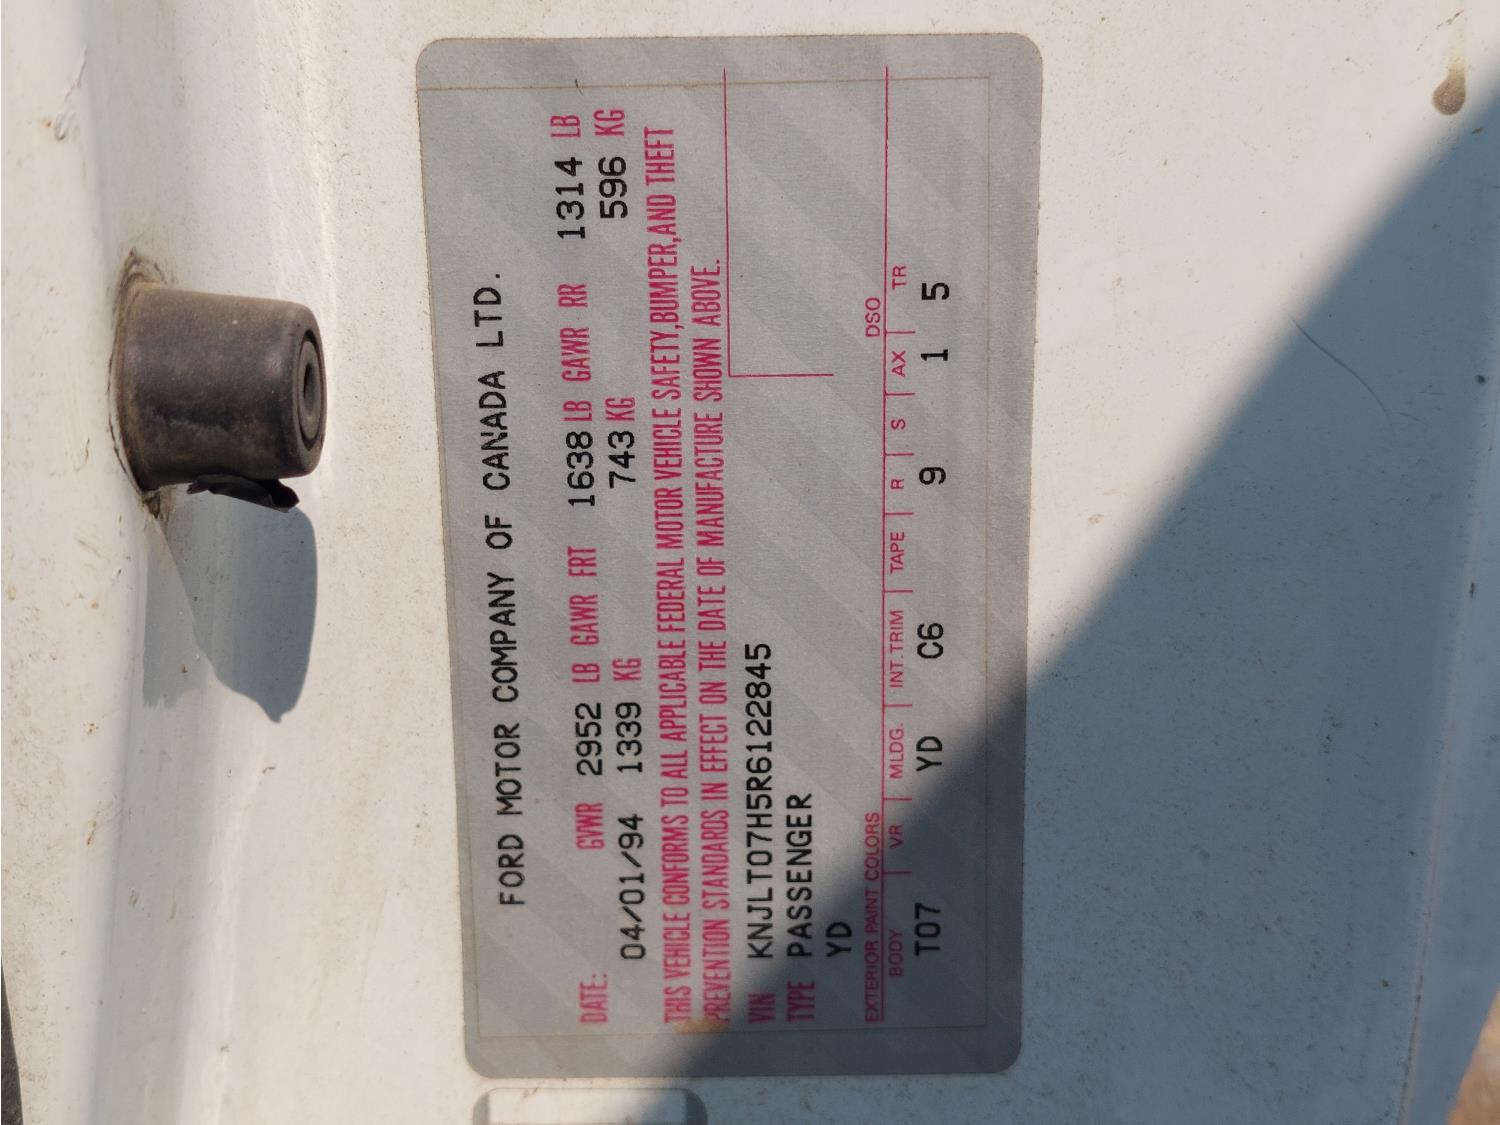 FORD MOTOR COMPANY OF CANADA LTD.
DATE: GVWR 2952 LB GAWR FRT 1638 LB GAWR RR 1314 LB
04/01/94 1339 KG 743 KG 596 KG
THIS VEHICLE CONFORMS TO ALL APPLICABLE FEDERAL MOTOR VEHICLE SAFETY,BUMPER,AND THEFT
PREVENTION STANDARDS IN EFFECT ON THE DATE OF MANUFACTURE SHOWN ABOVE.
VIN KNJLT07H5R6122845
TYPE PASSENGER
YD
EXTERIOR PAINT COLORS DSO
BODY VR MLDG. INT.TRIM TAPE R S AX TR
T07 YD C6 9 1 5